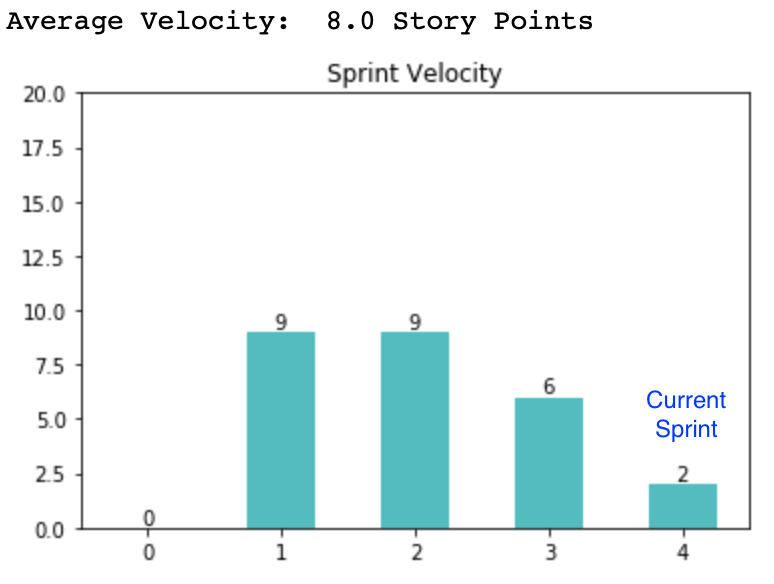 Average Velocity:  8.0 Story Points
Sprint Velocity
20.0
17.5
15.0
12.5
10.0
7.5
5.0
2.5
0.0
0
9
9
6
2
Current
Sprint
0 1 2 3 4